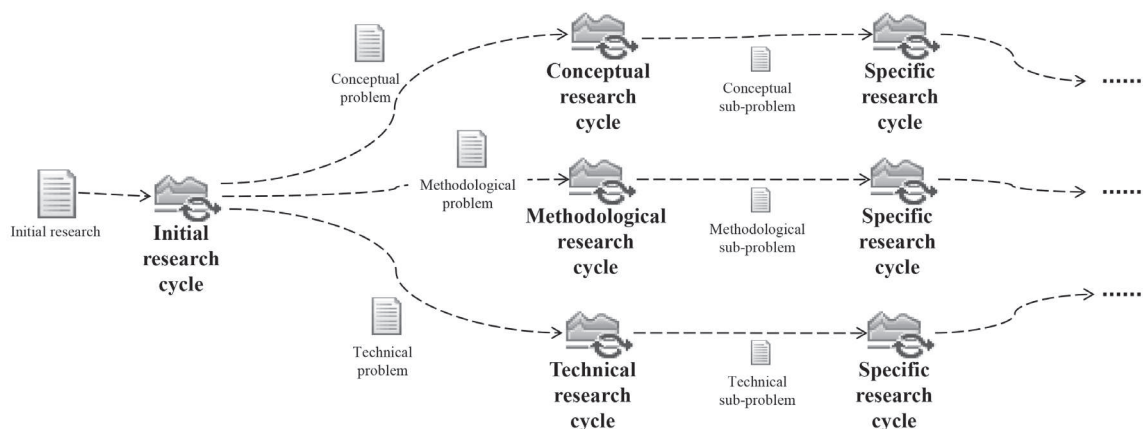 Conceptual
problem
Conceptual
research
cycle
Conceptual
sub-problem
Specific
research
cycle
......
Initial research
Initial
research
cycle
Methodological
problem
Methodological
research
cycle
Methodological
sub-problem
Specific
research
cycle
......
Technical
problem
Technical
research
cycle
Technical
sub-problem
Specific
research
cycle
......